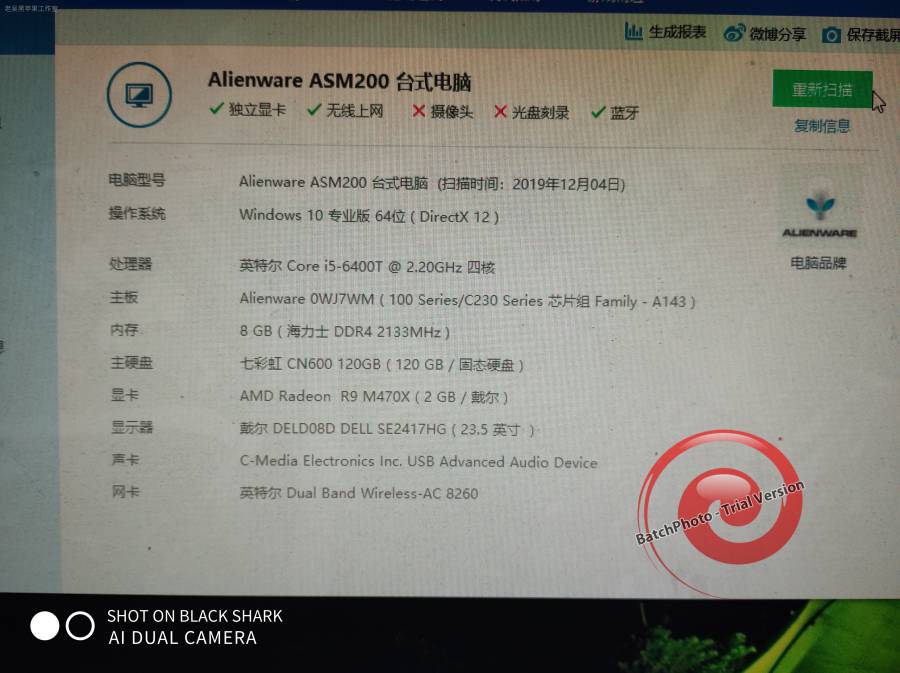 老吴黑苹果工作室
生成报表 微博分享 保存截屏
Alienware ASM200 台式电脑
独立显卡 无线上网 摄像头 光盘刻录 蓝牙
重新扫描
复制信息
电脑型号 Alienware ASM200 台式电脑 (扫描时间：2019年12月04日)
操作系统 Windows 10 专业版 64位 ( DirectX 12 )
ALIENWARE
电脑品牌
处理器 英特尔 Core i5-6400T @ 2.20GHz 四核
主板 Alienware 0WJ7WM ( 100 Series/C230 Series 芯片组 Family - A143 )
内存 8 GB ( 海力士 DDR4 2133MHz )
主硬盘 七彩虹 CN600 120GB ( 120 GB / 固态硬盘 )
显卡 AMD Radeon R9 M470X ( 2 GB / 戴尔 )
显示器 戴尔 DELD08D DELL SE2417HG ( 23.5 英寸 )
声卡 C-Media Electronics Inc. USB Advanced Audio Device
网卡 英特尔 Dual Band Wireless-AC 8260
BatchPhoto - Trial Version
SHOT ON BLACK SHARK
AI DUAL CAMERA